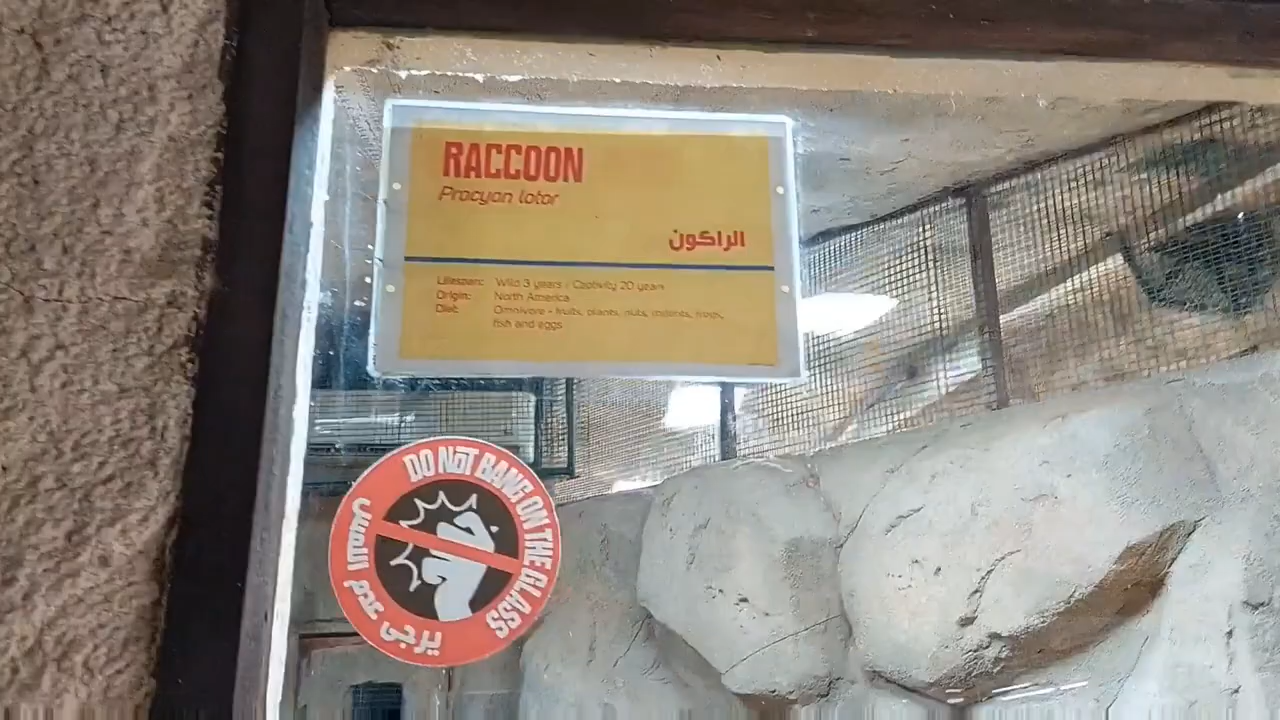 RACCOON
Procyon lotor
الراكون
Lifespan: Wild 3 years / Captivity 20 years
Origin: North America
Diet: Omnivore - fruits, plants, nuts, rodents, frogs,
fish and eggs
DO NOT BANG ON THE GLASS
يرجى عدم اللمس